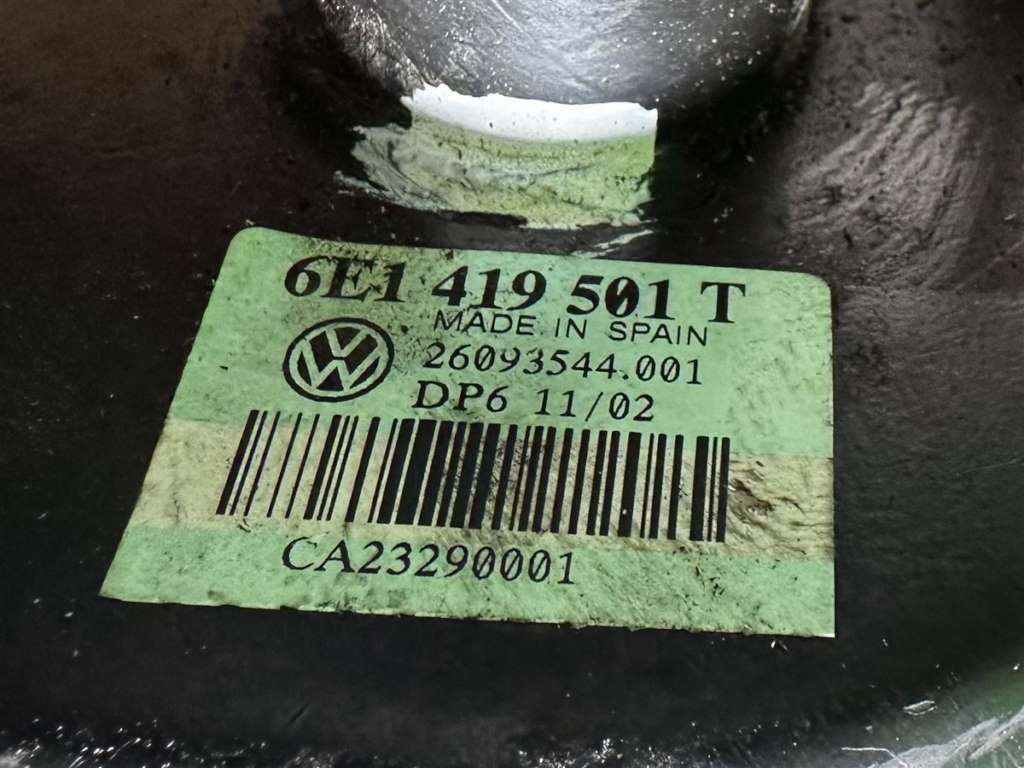 6E1 419 501 T
MADE IN SPAIN
26093544.001
DP6 11/02
CA23290001